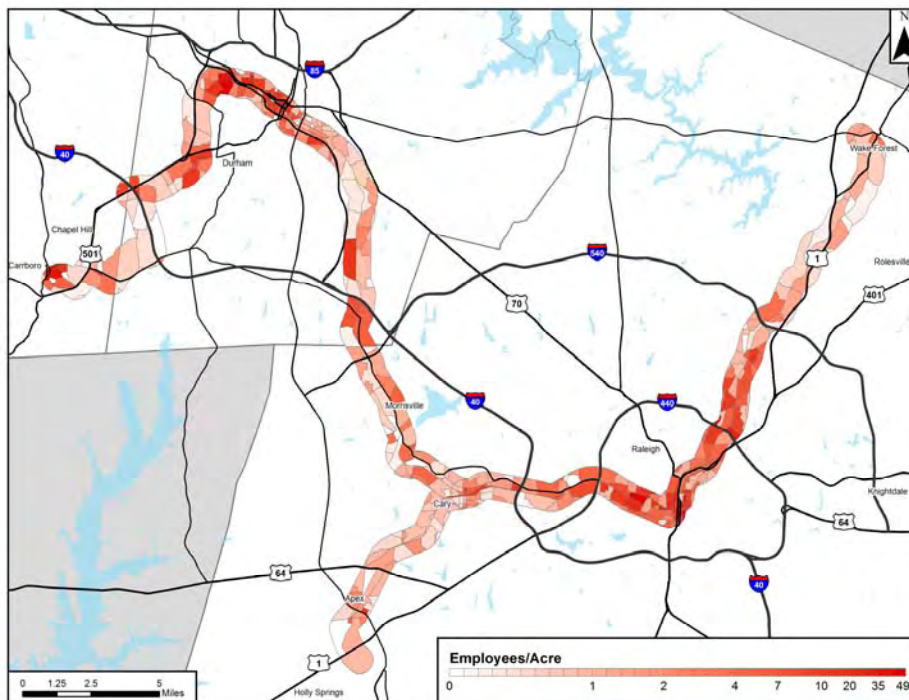 N
85
40
Durham
Wake Forest
Chapel Hill
501
1
540
Rolesville
Carrboro
401
70
Morrisville
40
440
Raleigh
Cary
Knightdale
64
64
40
Apex
1
Holly Springs
0 1.25 2.5 5
Miles
Employees/Acre
0 1 2 4 7 10 20 35 49